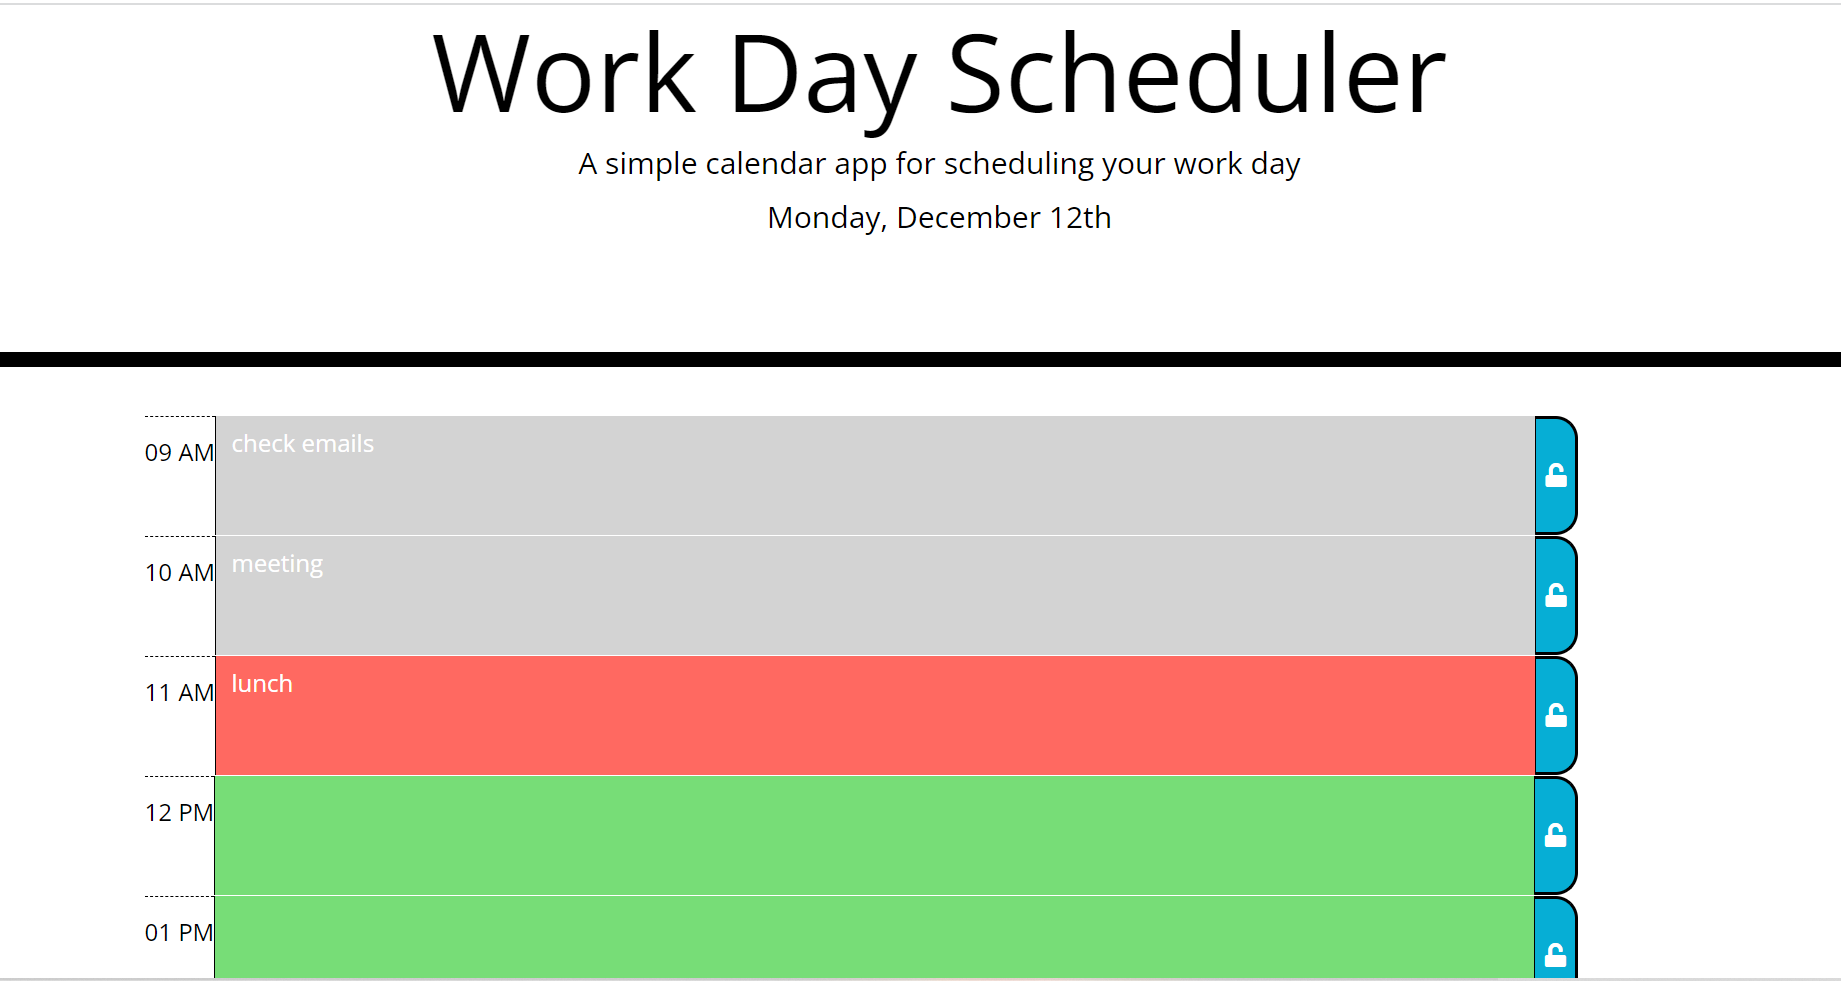 Work Day Scheduler
A simple calendar app for scheduling your work day
Monday, December 12th
09 AM check emails
10 AM meeting
11 AM lunch
12 PM
01 PM